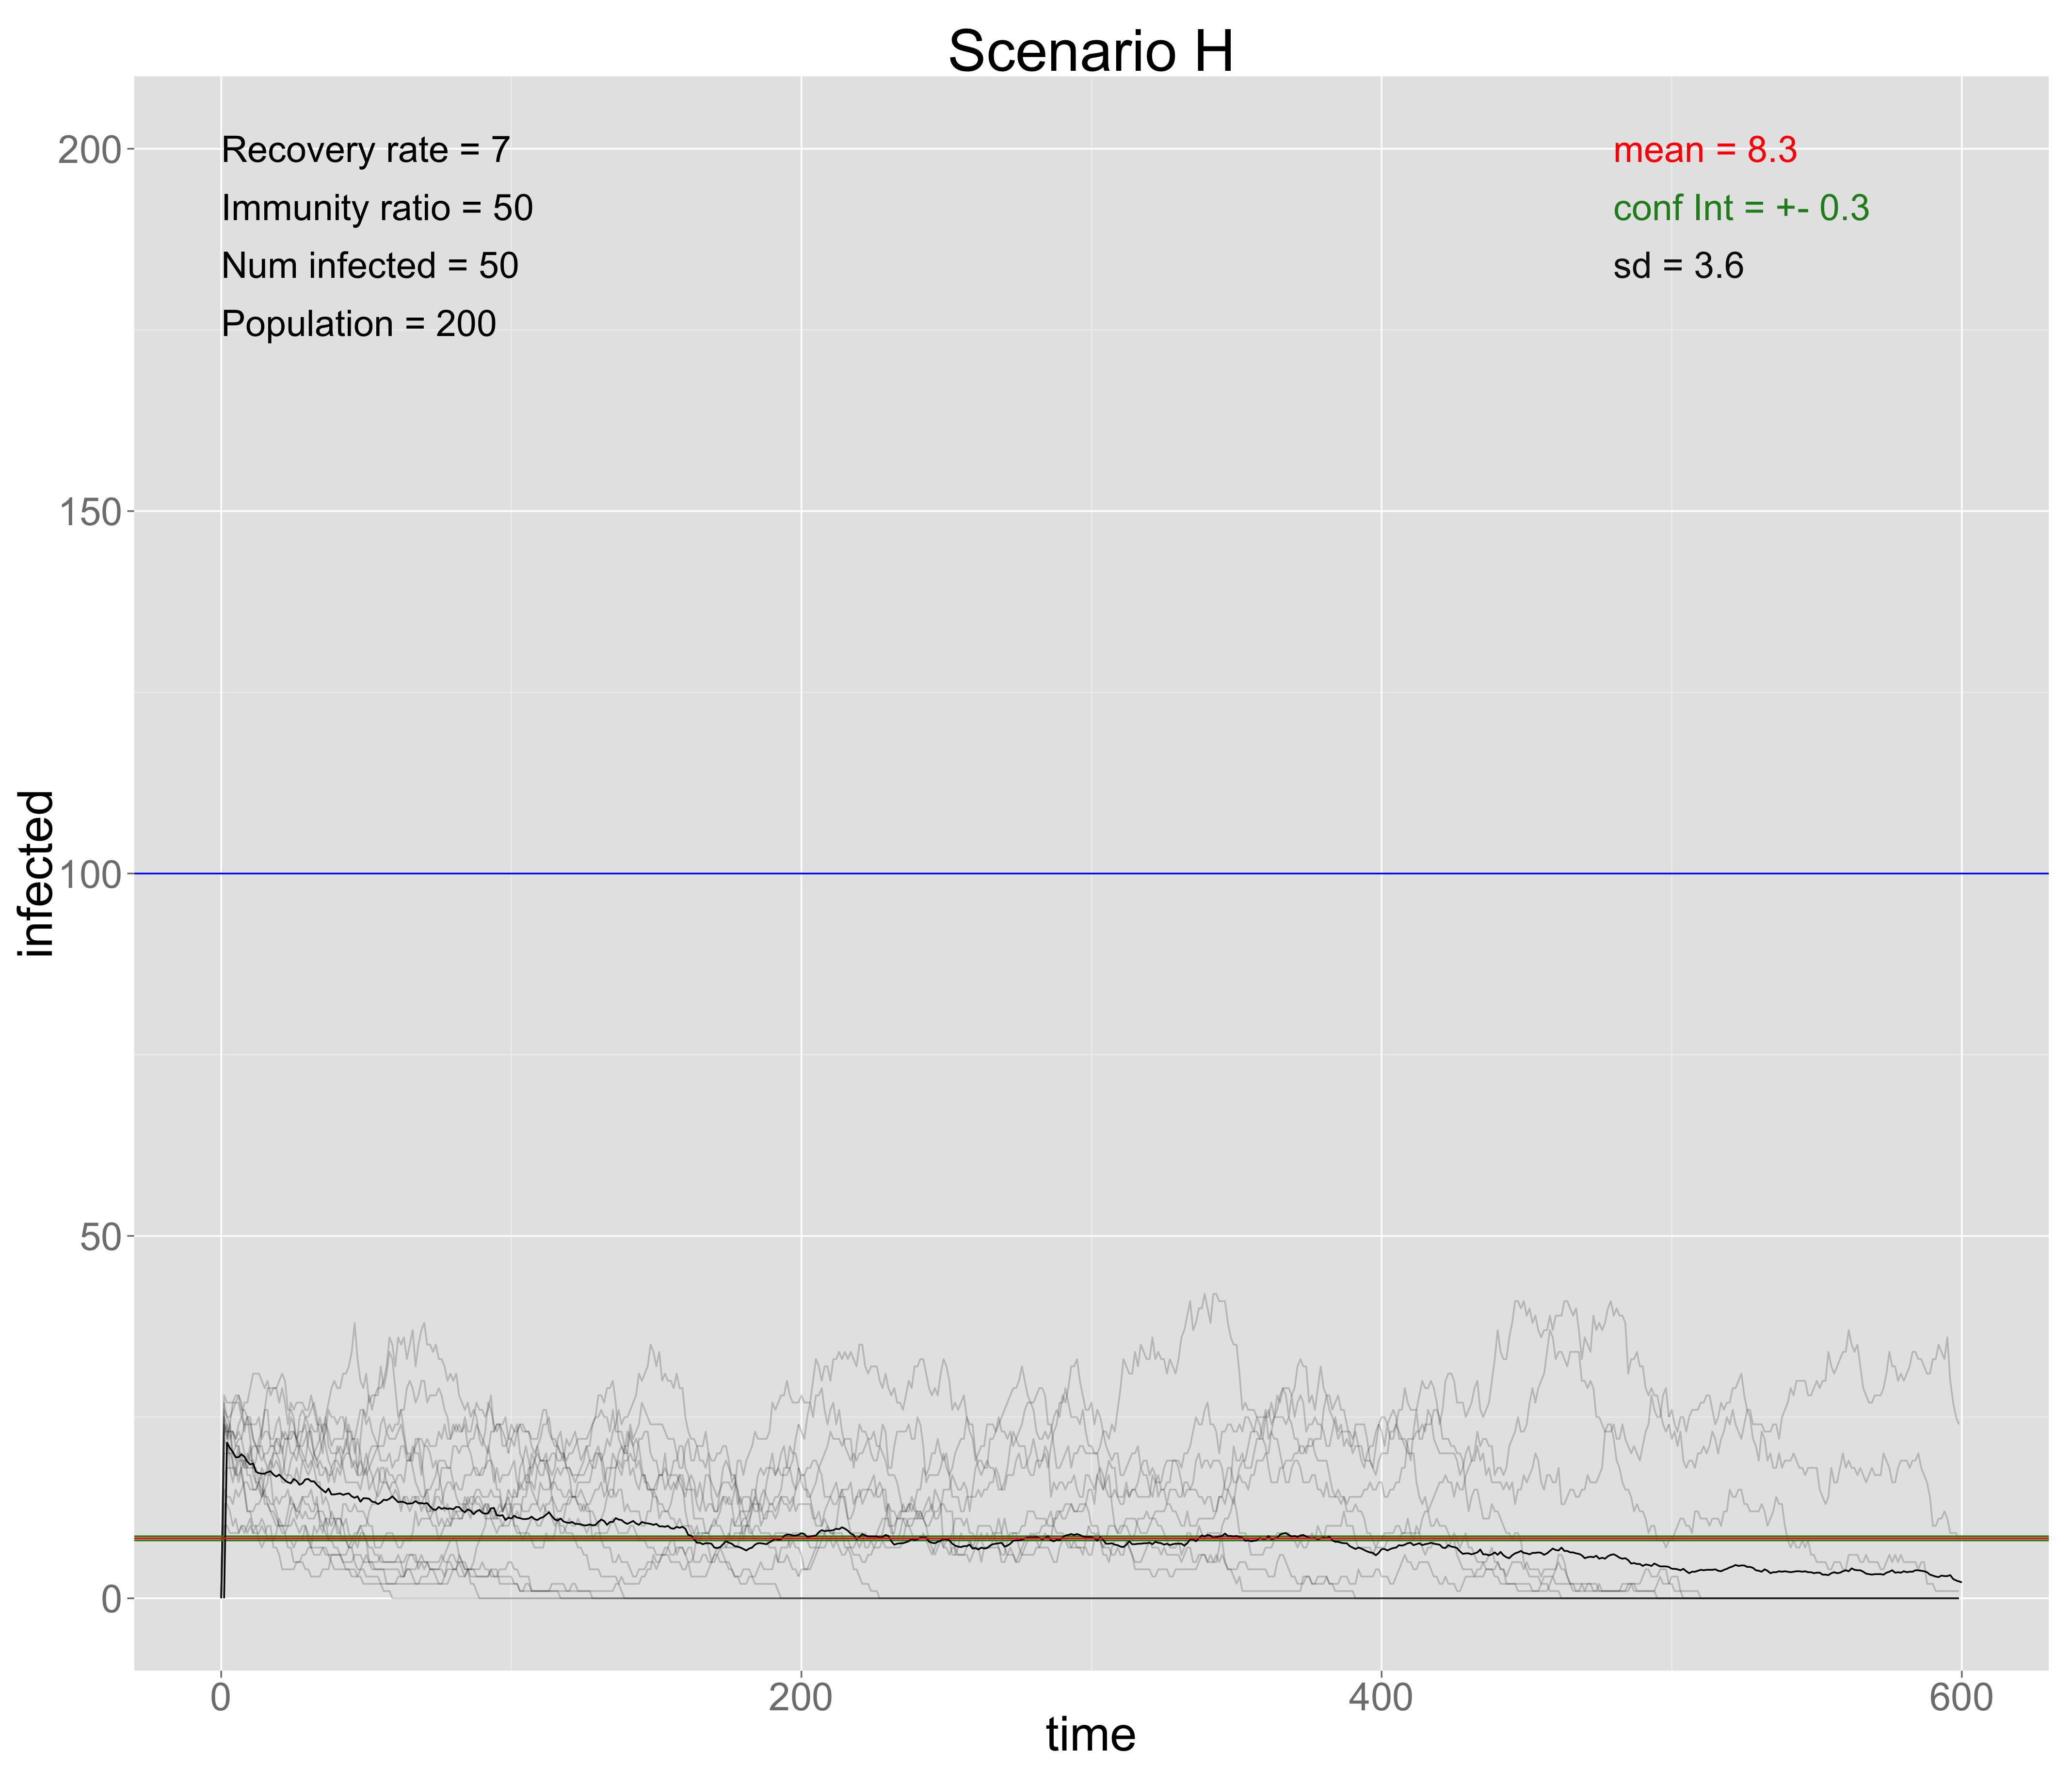 Scenario H
Recovery rate = 7
Immunity ratio = 50
Num infected = 50
Population = 200
mean = 8.3
conf Int = +- 0.3
sd = 3.6
infected
200
150
100
50
0
0 200 400 600
time